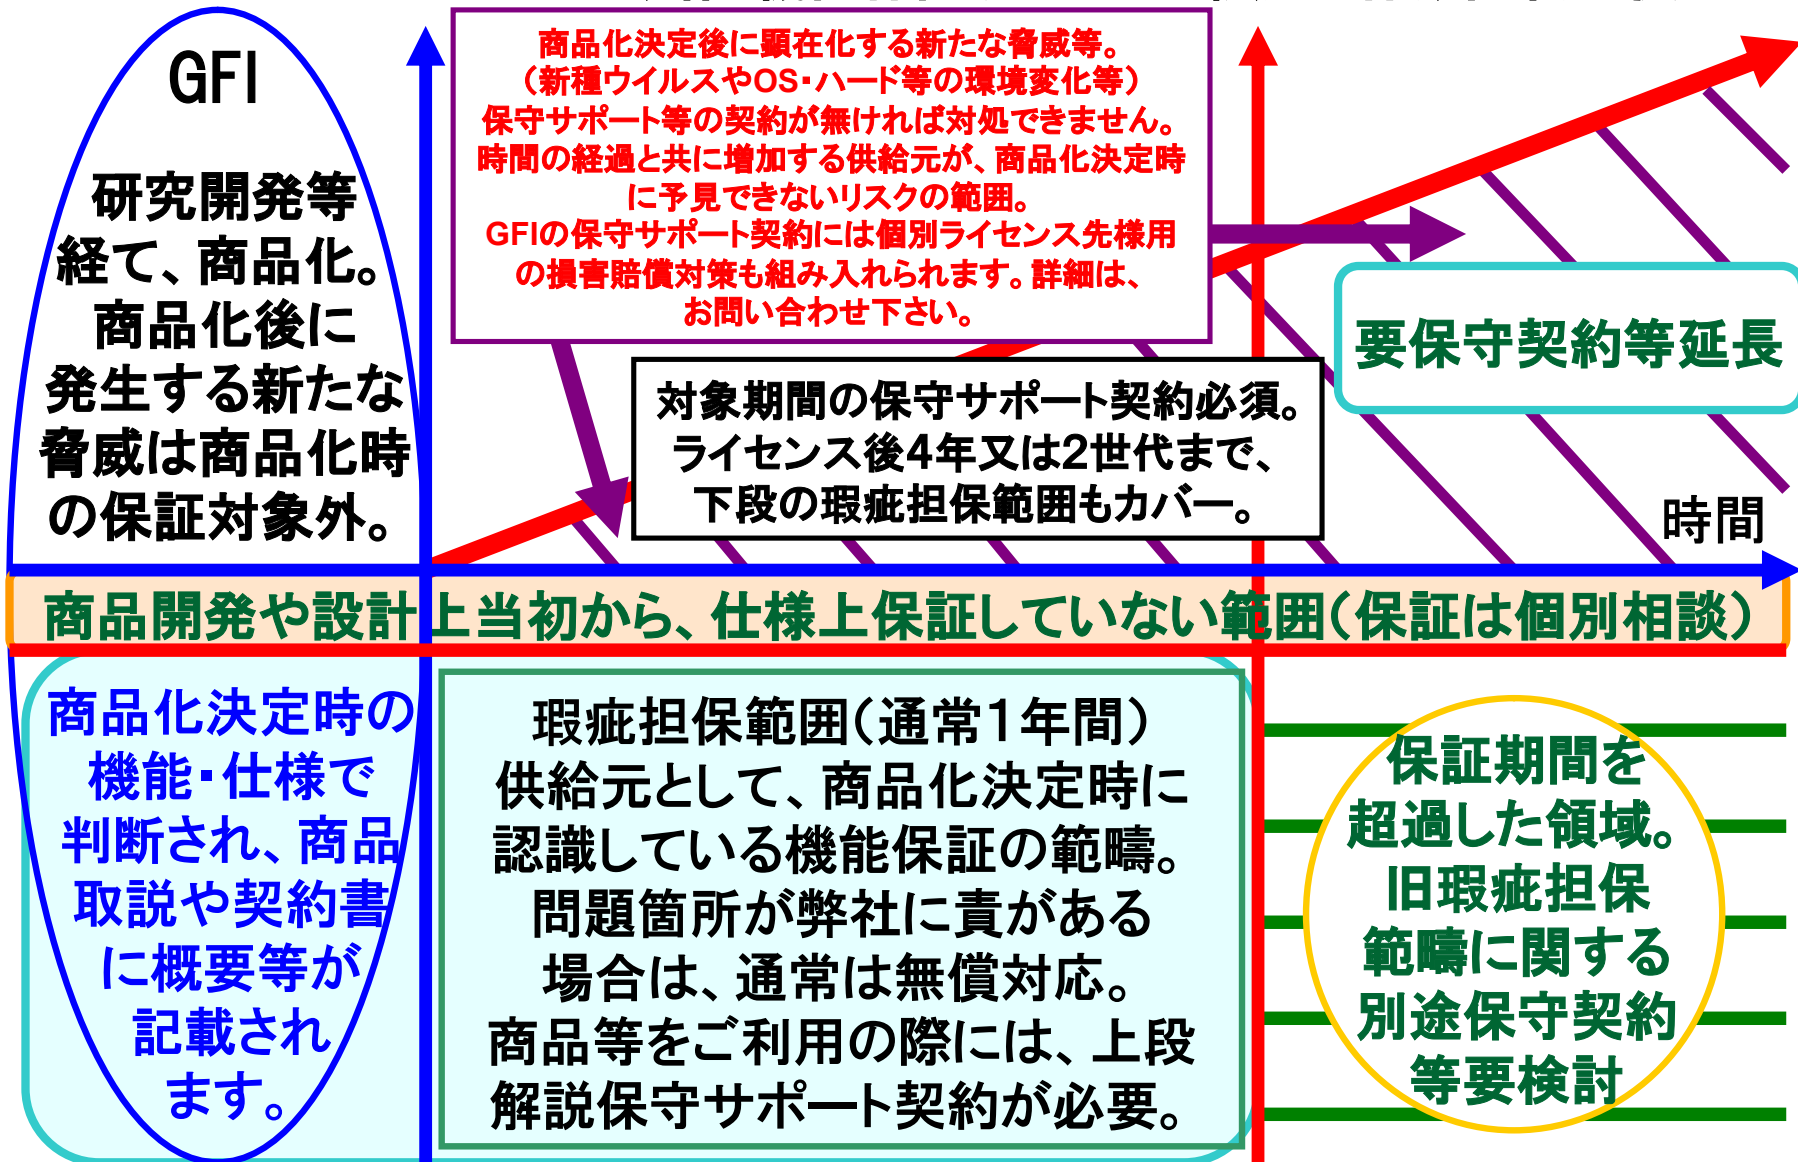 GFI
研究開発等
経て、商品化。
商品化後に
発生する新たな
脅威は商品化時
の保証対象外。
商品化決定後に顕在化する新たな脅威等。
（新種ウイルスやOS・ハード等の環境変化等）
保守サポート等の契約が無ければ対処できません。
時間の経過と共に増加する供給元が、商品化決定時
に予見できないリスクの範囲。
GFIの保守サポート契約には個別ライセンス先様用
の損害賠償対策も組み入れられます。詳細は、
お問い合わせ下さい。
要保守契約等延長
対象期間の保守サポート契約必須。
ライセンス後4年又は2世代まで、
下段の瑕疵担保範囲もカバー。
時間
商品開発や設計上当初から、仕様上保証していない範囲（保証は個別相談）
商品化決定時の
機能・仕様で
判断され、商品
取説や契約書
に概要等が
記載され
ます。
瑕疵担保範囲（通常1年間）
供給元として、商品化決定時に
認識している機能保証の範疇。
問題箇所が弊社に責がある
場合は、通常は無償対応。
商品等をご利用の際には、上段
解説保守サポート契約が必要。
保証期間を
超過した領域。
旧瑕疵担保
範疇に関する
別途保守契約
等要検討